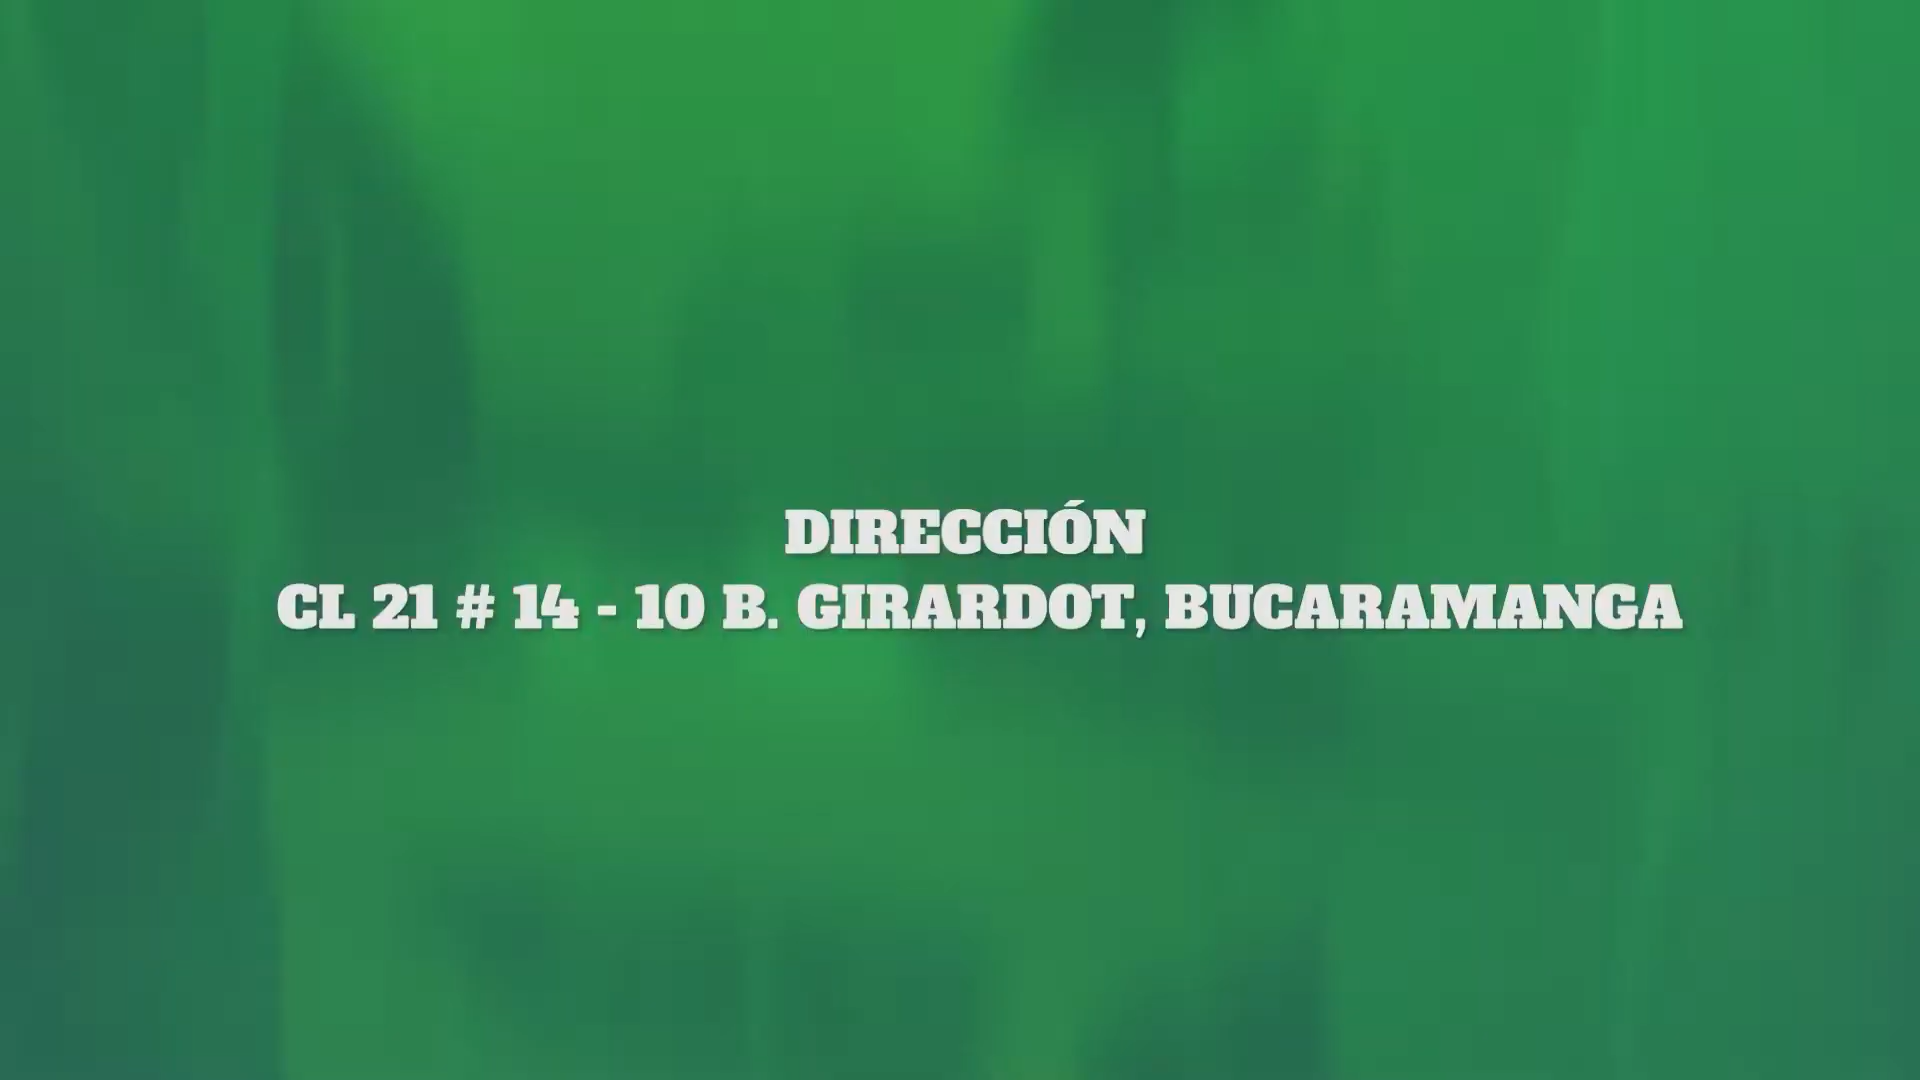 DIRECCIÓN
CL 21 # 14 - 10 B. GIRARDOT, BUCARAMANGA